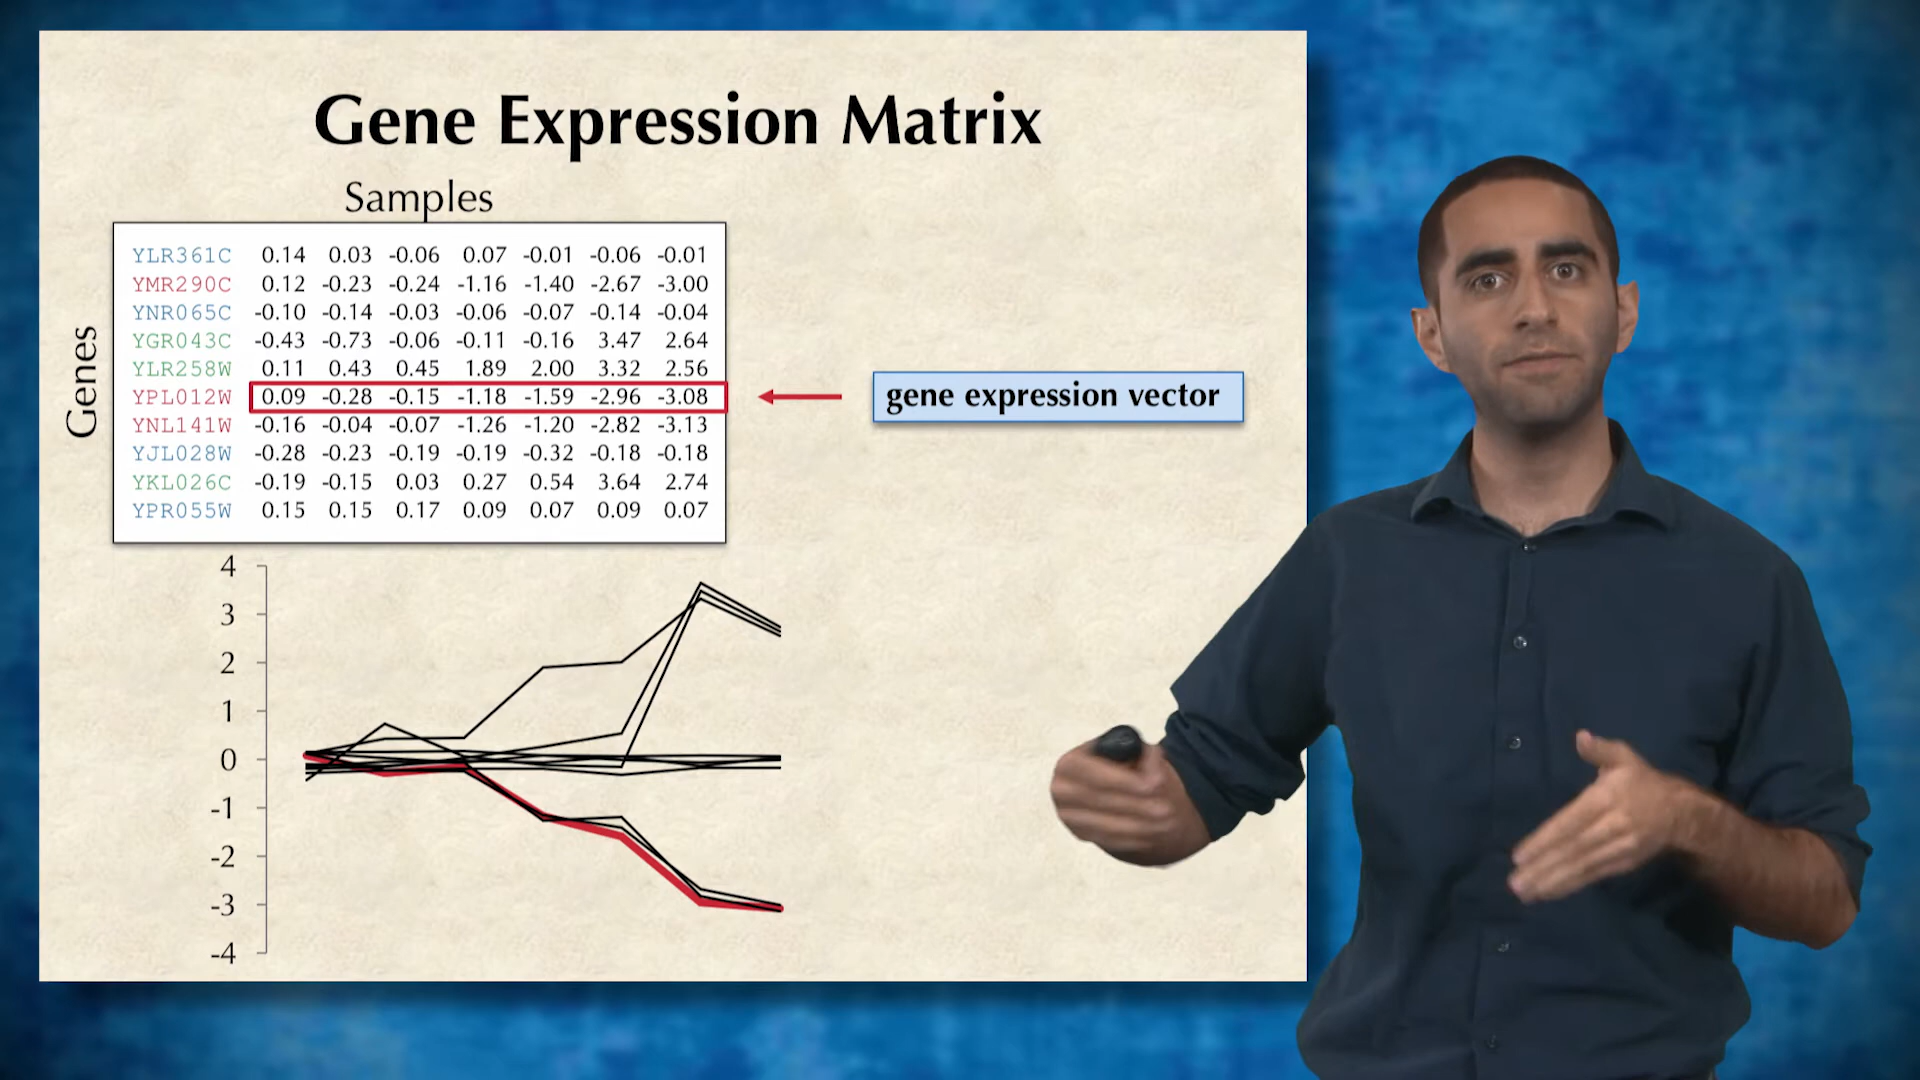 Gene Expression Matrix
Samples
Genes
YLR361C 0.14 0.03 -0.06 0.07 -0.01 -0.06 -0.01
YMR290C 0.12 -0.23 -0.24 -1.16 -1.40 -2.67 -3.00
YNR065C -0.10 -0.14 -0.03 -0.06 -0.07 -0.14 -0.04
YGR043C -0.43 -0.73 -0.06 -0.11 -0.16 3.47 2.64
YLR258W 0.11 0.43 0.45 1.89 2.00 3.32 2.56
YPL012W 0.09 -0.28 -0.15 -1.18 -1.59 -2.96 -3.08
YNL141W -0.16 -0.04 -0.07 -1.26 -1.20 -2.82 -3.13
YJL028W -0.28 -0.23 -0.19 -0.19 -0.32 -0.18 -0.18
YKL026C -0.19 -0.15 0.03 0.27 0.54 3.64 2.74
YPR055W 0.15 0.15 0.17 0.09 0.07 0.09 0.07
gene expression vector
4
3
2
1
0
-1
-2
-3
-4